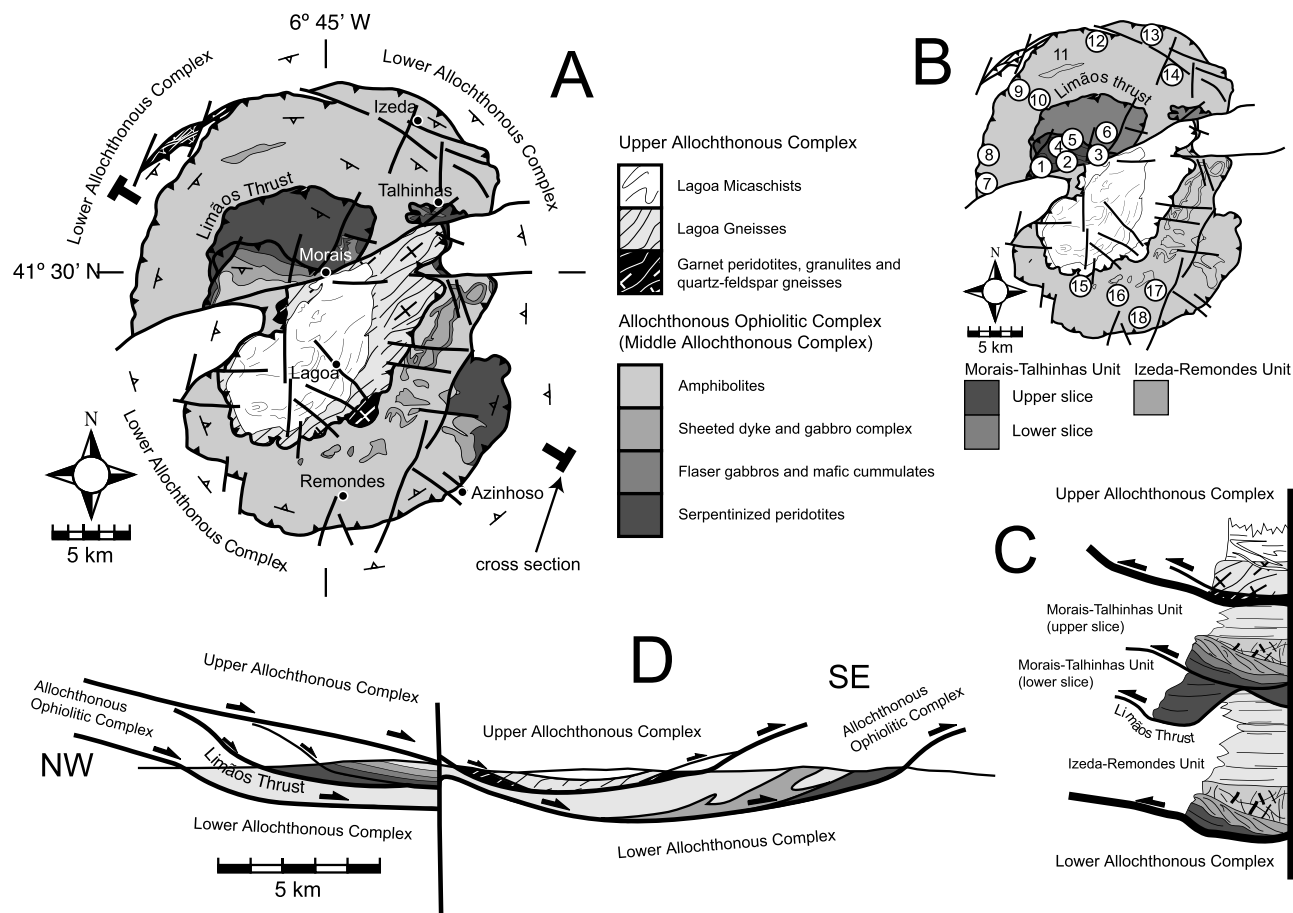 6º 45' W
A
Lower Allochthonous Complex
Lower Allochthonous Complex
Izeda
Talhinhas
Limãos Thrust
Morais
41º 30' N
Lagoa
Remondes
Azinhoso
Lower Allochthonous Complex
N
5 km
cross section
Upper Allochthonous Complex
Lagoa Micaschists
Lagoa Gneisses
Garnet peridotites, granulites and
quartz-feldspar gneisses
Allochthonous Ophiolitic Complex
(Middle Allochthonous Complex)
Amphibolites
Sheeted dyke and gabbro complex
Flaser gabbros and mafic cummulates
Serpentinized peridotites
B
12
13
11
14
Limãos thrust
9
10
5
6
4
8
1
2
3
7
15
16
17
18
N
5 km
Morais-Talhinhas Unit
Izeda-Remondes Unit
Upper slice
Lower slice
C
Upper Allochthonous Complex
Morais-Talhinhas Unit
(upper slice)
Morais-Talhinhas Unit
(lower slice)
Limãos Thrust
Izeda-Remondes Unit
Lower Allochthonous Complex
D
NW
SE
Upper Allochthonous Complex
Allochthonous
Ophiolitic Complex
Limãos Thrust
Upper Allochthonous Complex
Allochthonous
Ophiolitic Complex
Lower Allochthonous Complex
Lower Allochthonous Complex
5 km